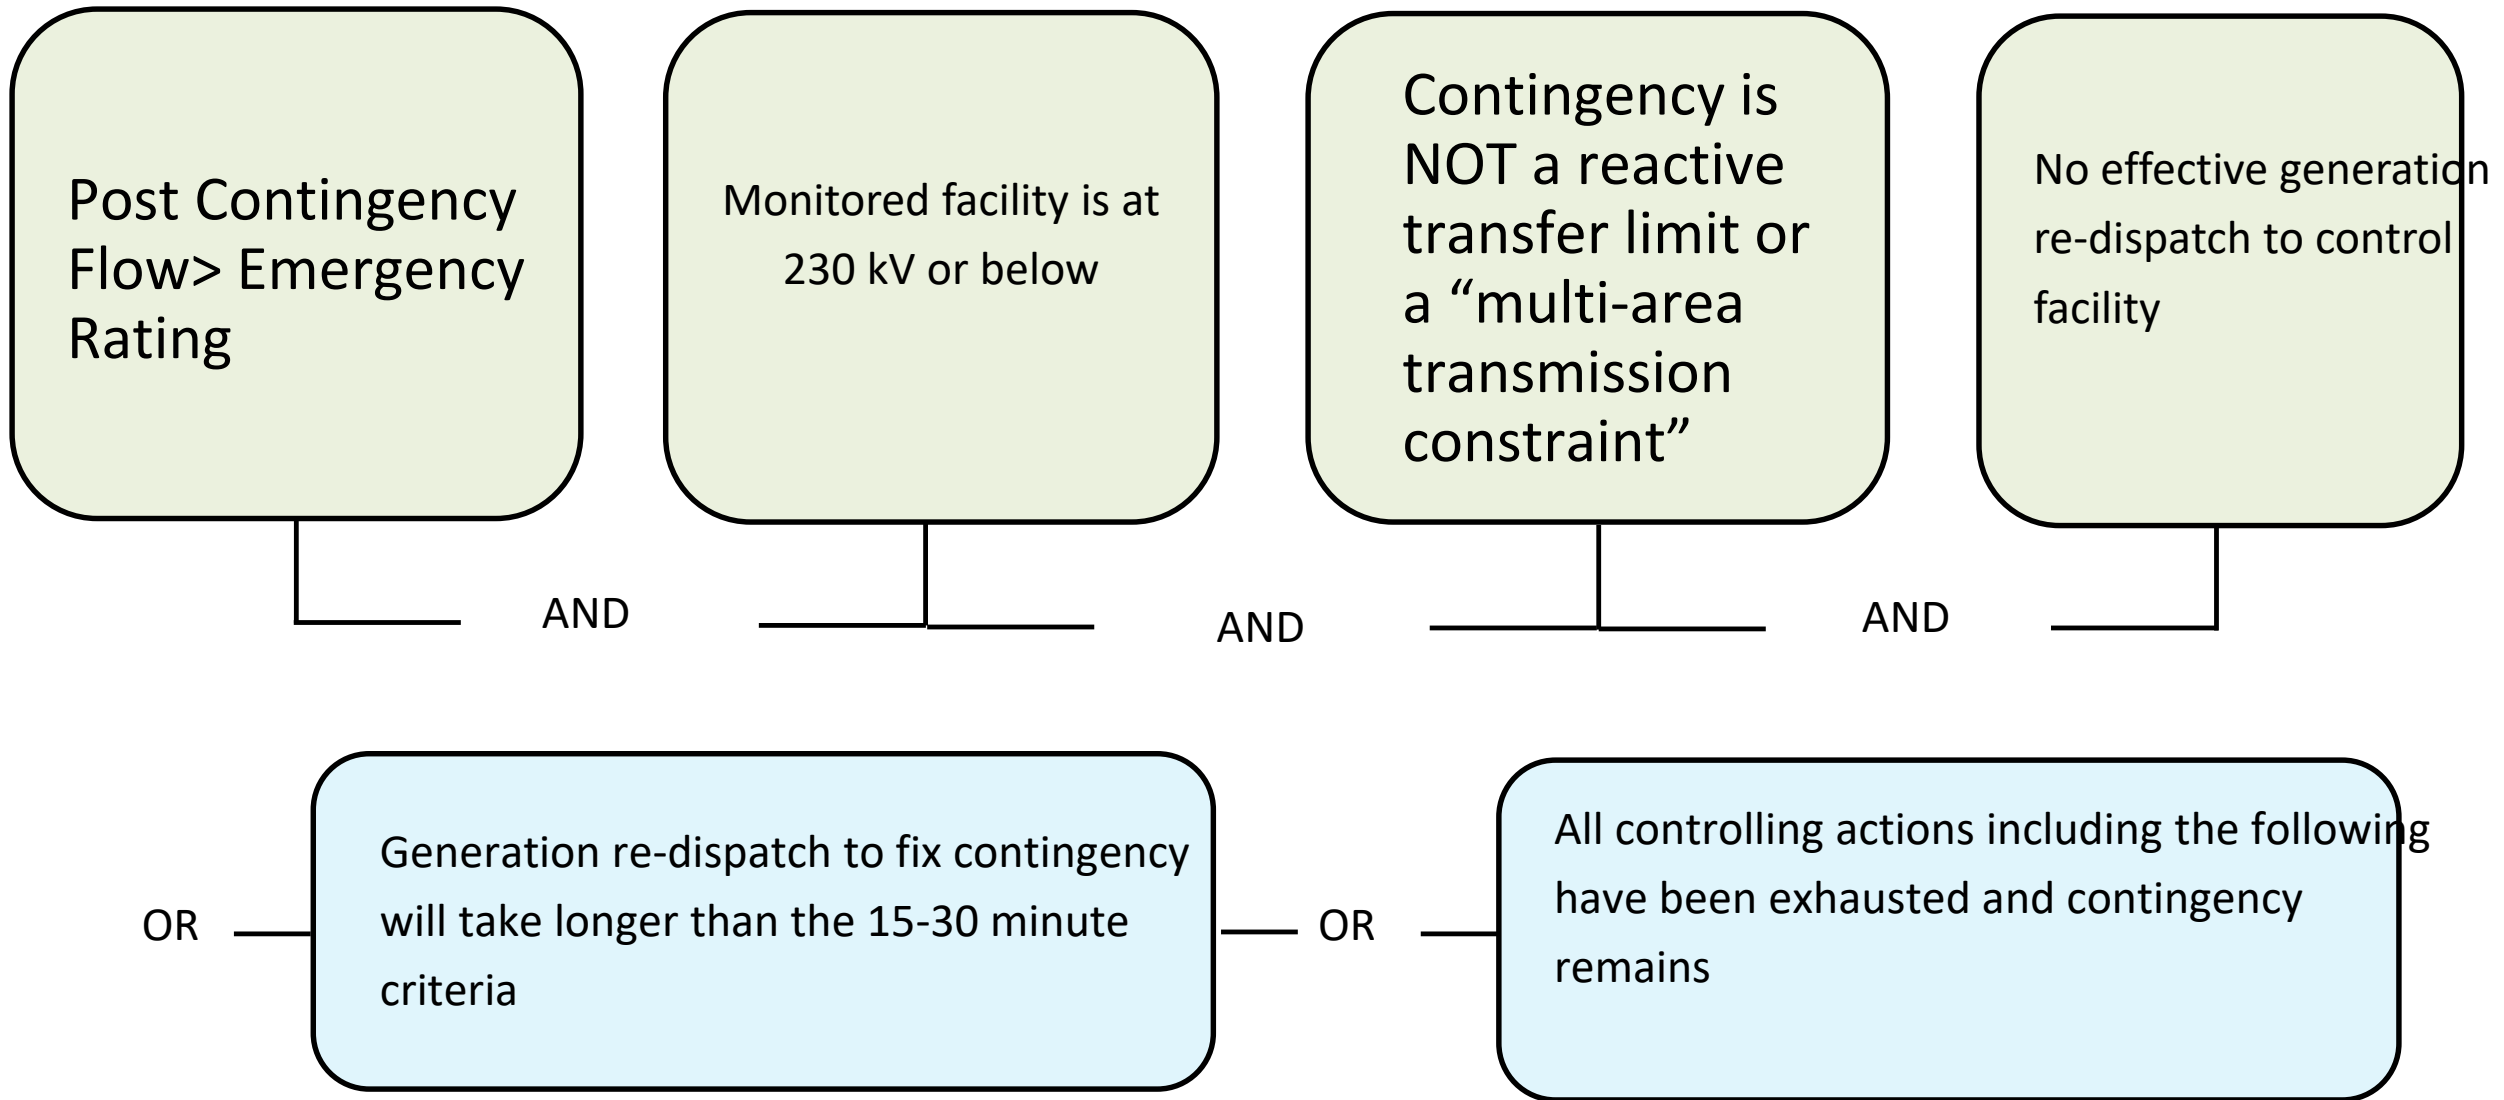 Post Contingency
Flow> Emergency
Rating
Monitored facility is at
230 kV or below
Contingency is
NOT a reactive
transfer limit or
a “multi-area
transmission
constraint”
No effective generation
re-dispatch to control
facility
AND
AND
AND
OR
Generation re-dispatch to fix contingency
will take longer than the 15-30 minute
criteria
OR
All controlling actions including the following
have been exhausted and contingency
remains